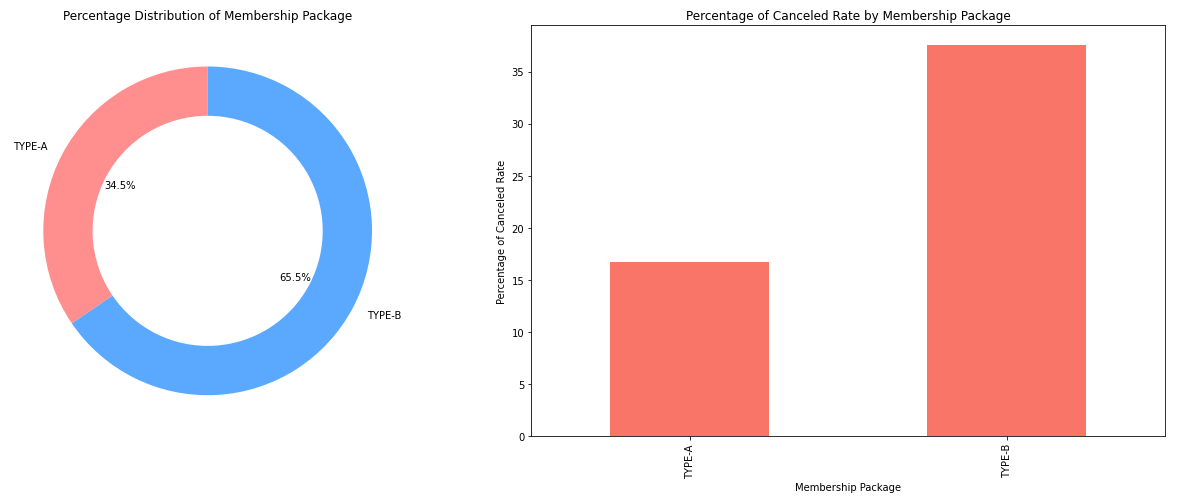 Percentage Distribution of Membership Package
TYPE-A
34.5%
65.5%
TYPE-B
Percentage of Canceled Rate by Membership Package
Percentage of Canceled Rate
35
30
25
20
15
10
5
0
TYPE-A
TYPE-B
Membership Package